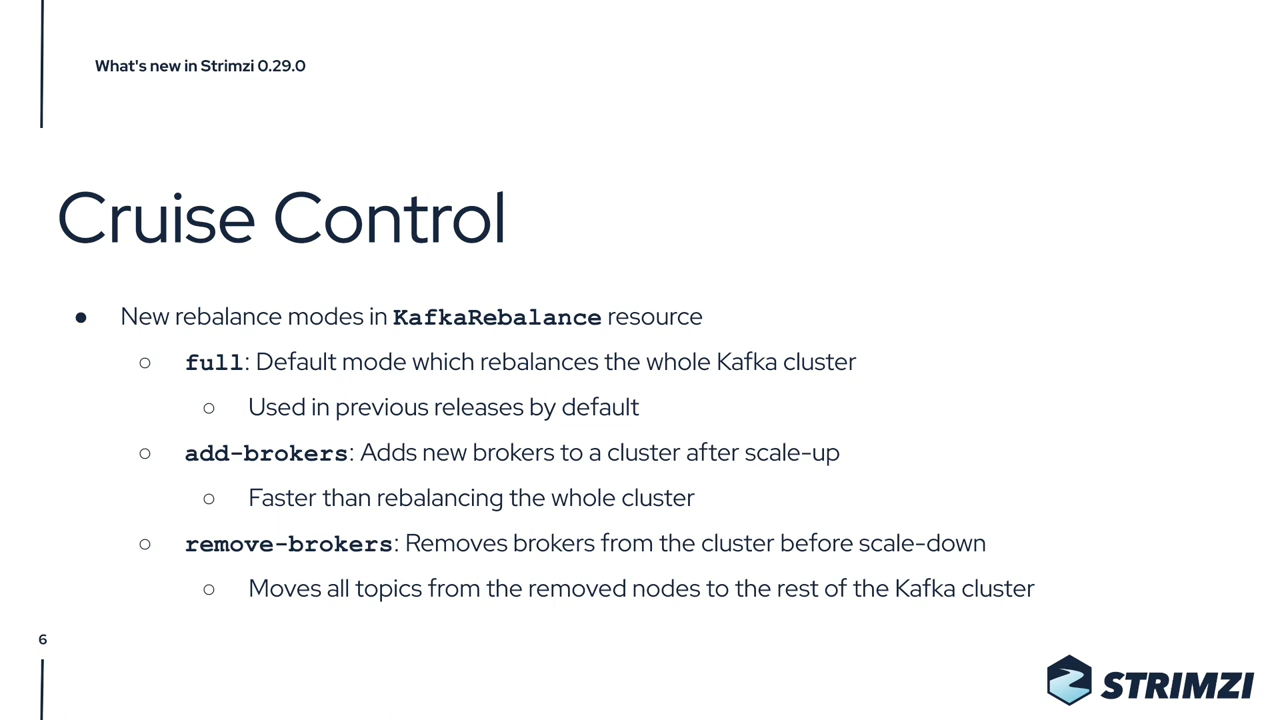 What's new in Strimzi 0.29.0
Cruise Control
● New rebalance modes in KafkaRebalance resource
○ full: Default mode which rebalances the whole Kafka cluster
○ Used in previous releases by default
○ add-brokers: Adds new brokers to a cluster after scale-up
○ Faster than rebalancing the whole cluster
○ remove-brokers: Removes brokers from the cluster before scale-down
○ Moves all topics from the removed nodes to the rest of the Kafka cluster
6
STRIMZI